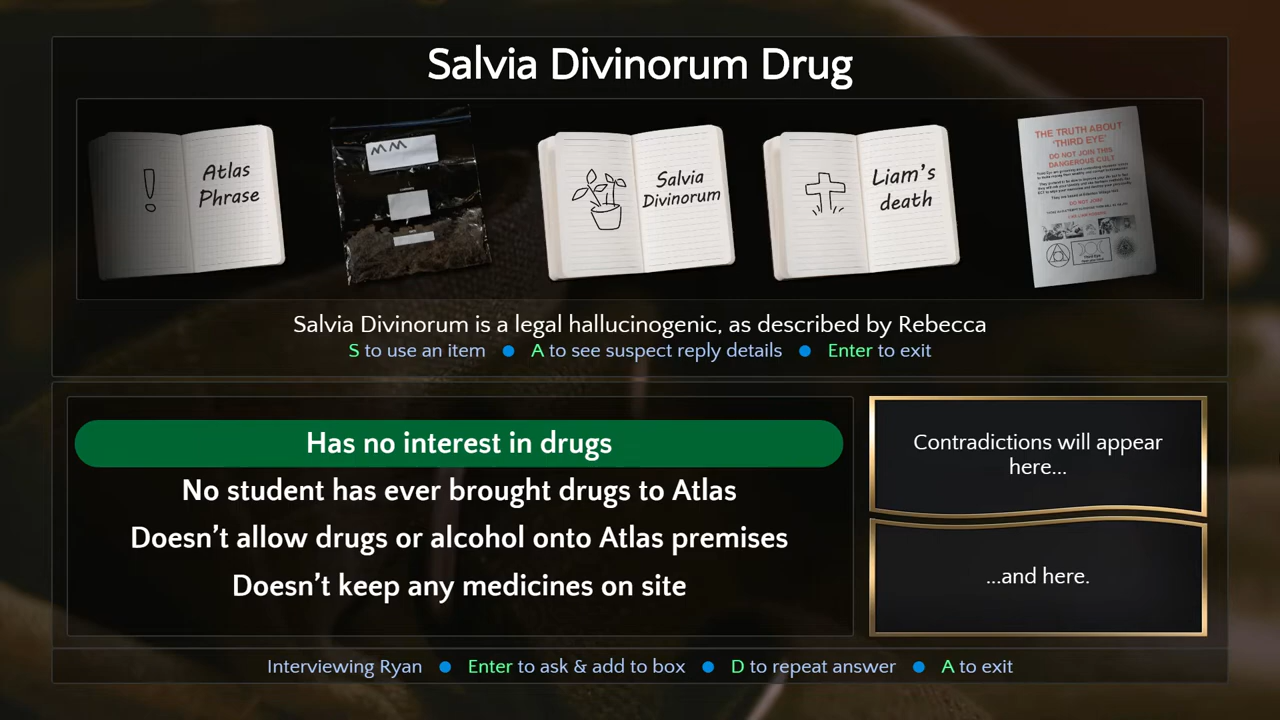 Salvia Divinorum Drug
Atlas
Phrase
MM
Salvia
Divinorum
Liam's
death
THE TRUTH ABOUT
'THIRD EYE'
DO NOT JOIN THIS
DANGEROUS CULT
DO NOT JOIN
Salvia Divinorum is a legal hallucinogenic, as described by Rebecca
S to use an item A to see suspect reply details Enter to exit
Has no interest in drugs
No student has ever brought drugs to Atlas
Doesn't allow drugs or alcohol onto Atlas premises
Doesn't keep any medicines on site
Contradictions will appear
here...
...and here.
Interviewing Ryan Enter to ask & add to box D to repeat answer A to exit